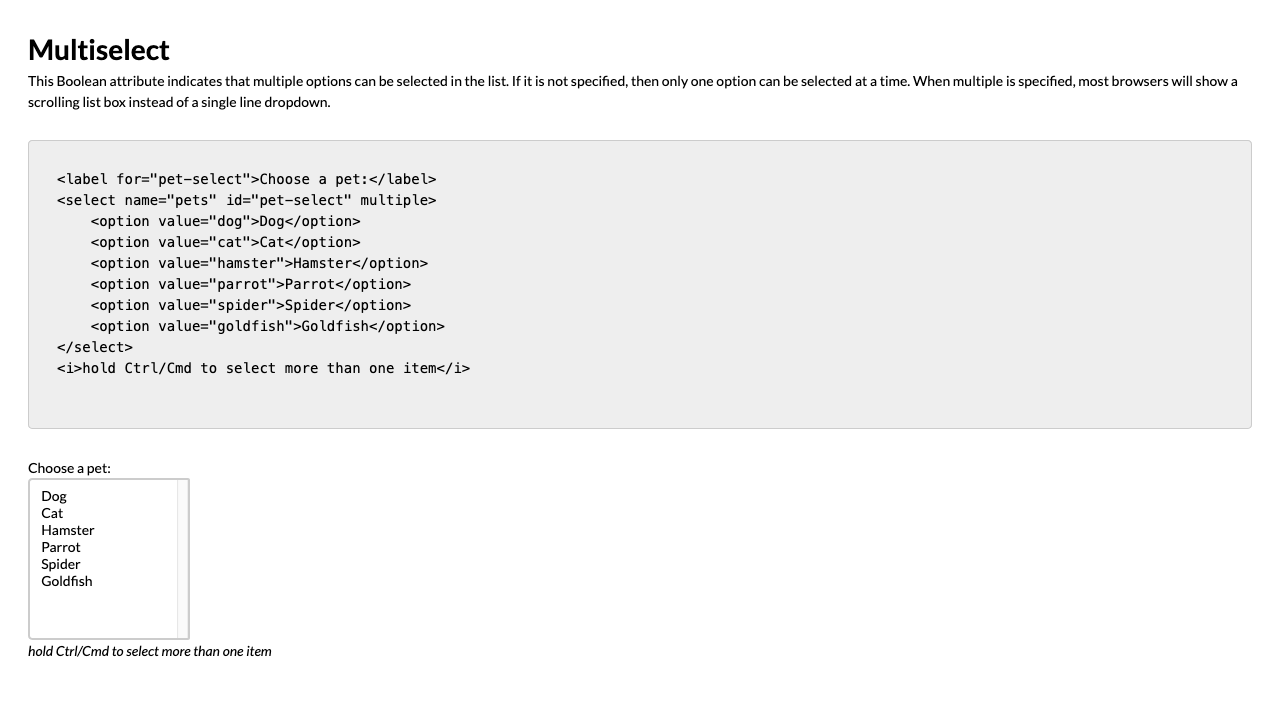 Multiselect
This Boolean attribute indicates that multiple options can be selected in the list. If it is not specified, then only one option can be selected at a time. When multiple is specified, most browsers will show a
scrolling list box instead of a single line dropdown.
<label for="pet-select">Choose a pet:</label>
<select name="pets" id="pet-select" multiple>
    <option value="dog">Dog</option>
    <option value="cat">Cat</option>
    <option value="hamster">Hamster</option>
    <option value="parrot">Parrot</option>
    <option value="spider">Spider</option>
    <option value="goldfish">Goldfish</option>
</select>
<i>hold Ctrl/Cmd to select more than one item</i>
Choose a pet:
Dog
Cat
Hamster
Parrot
Spider
Goldfish
hold Ctrl/Cmd to select more than one item